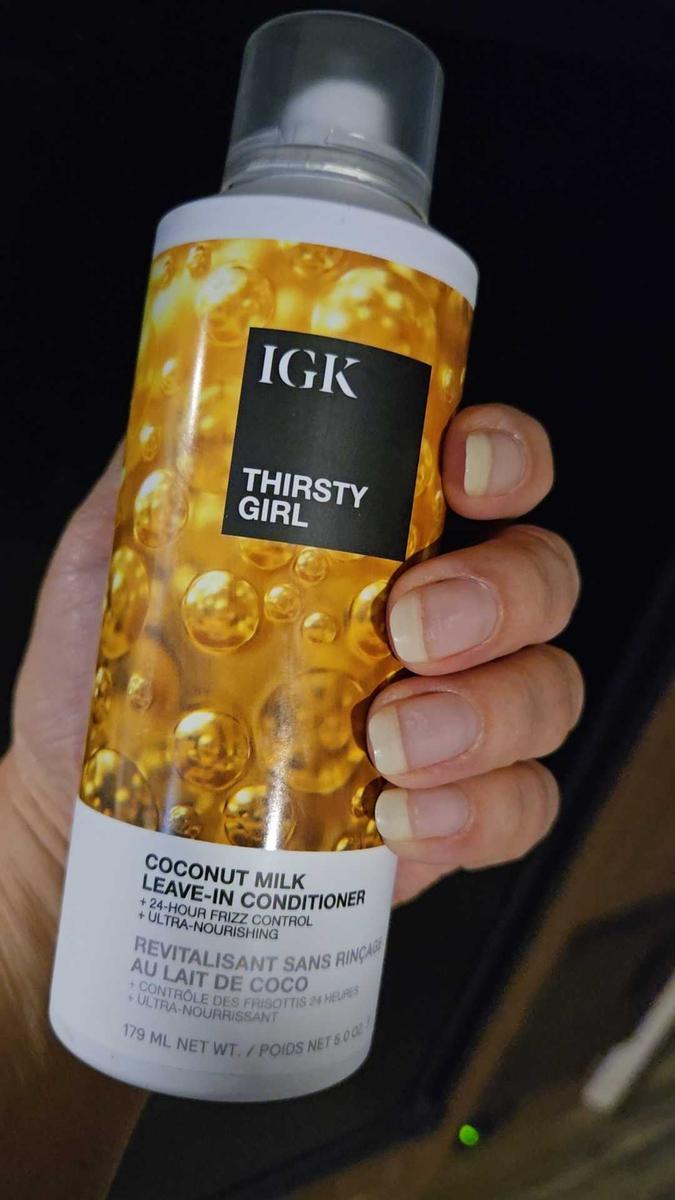 IGK
THIRSTY
GIRL
COCONUT MILK
LEAVE-IN CONDITIONER
+ 24-HOUR FRIZZ CONTROL
+ ULTRA-NOURISHING
REVITALISANT SANS RINÇAGE
AU LAIT DE COCO
+ CONTRÔLE DES FRISOTTIS 24 HEURES
+ ULTRA-NOURRISSANT
179 ML NET WT. / POIDS NET 5.0 OZ.